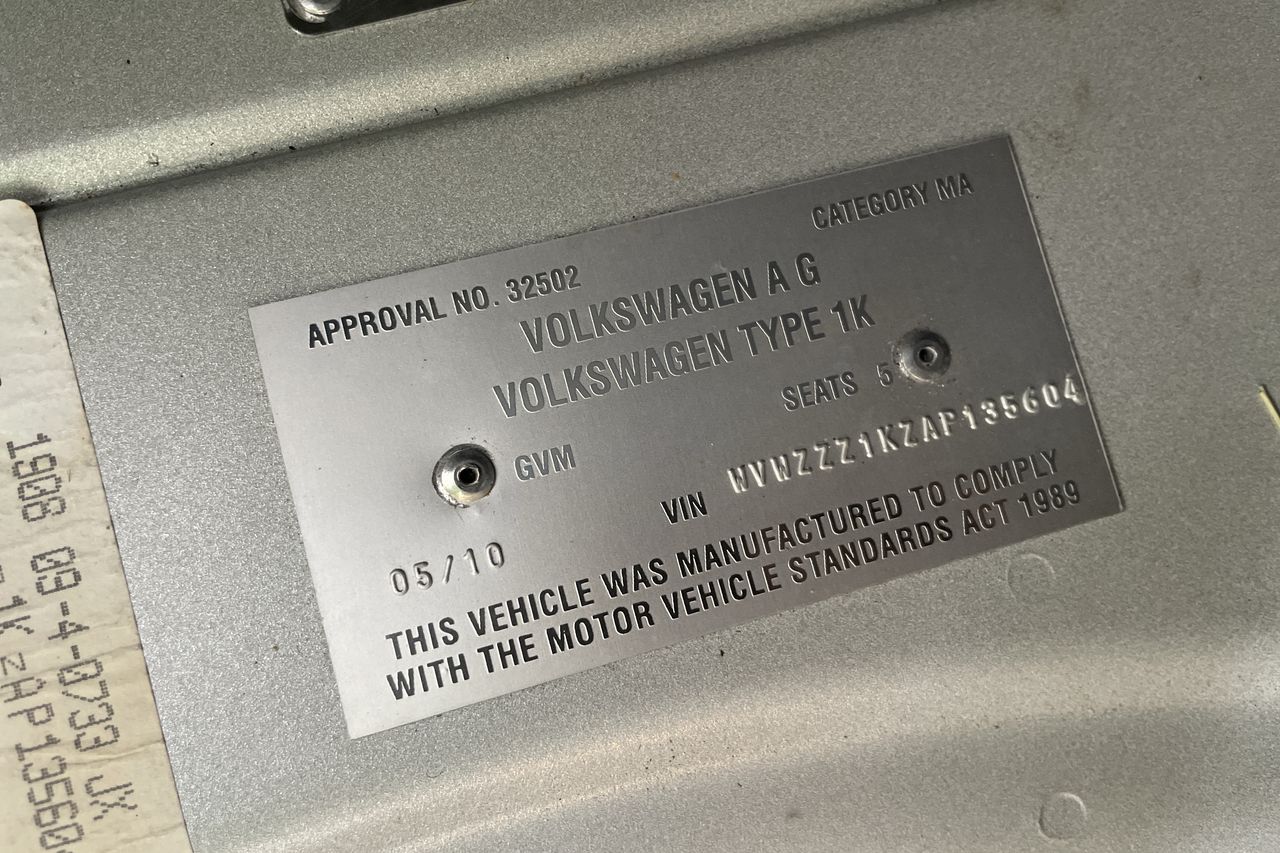 CATEGORY MA
APPROVAL NO. 32502
VOLKSWAGEN A G
VOLKSWAGEN TYPE 1K
SEATS 5
GVM
VIN WVWZZZ1KZAP135604
05/10
THIS VEHICLE WAS MANUFACTURED TO COMPLY
WITH THE MOTOR VEHICLE STANDARDS ACT 1989
1906 09-4-0733 JX